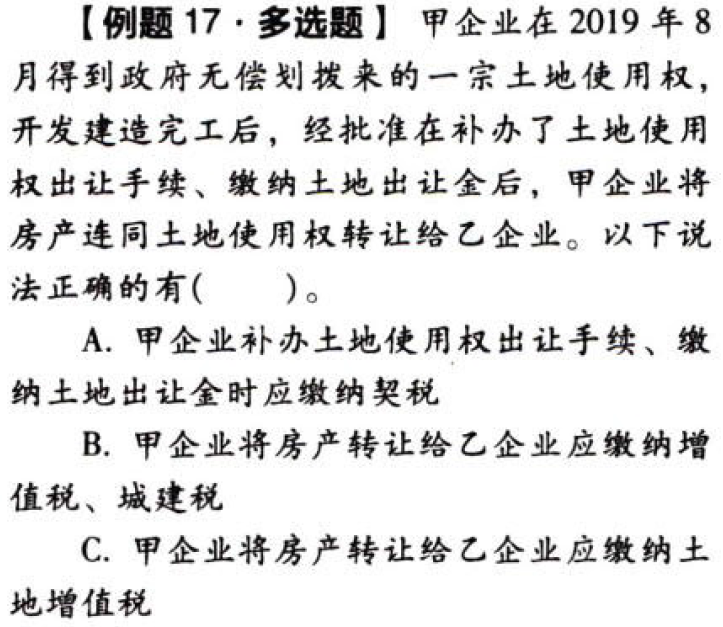 【例题 17·多选题】 甲企业在 2019 年 8
月得到政府无偿划拨来的一宗土地使用权，
开发建造完工后，经批准在补办了土地使用
权出让手续、缴纳土地出让金后，甲企业将
房产连同土地使用权转让给乙企业。以下说
法正确的有(　　)。
A. 甲企业补办土地使用权出让手续、缴
纳土地出让金时应缴纳契税
B. 甲企业将房产转让给乙企业应缴纳增
值税、城建税
C. 甲企业将房产转让给乙企业应缴纳土
地增值税